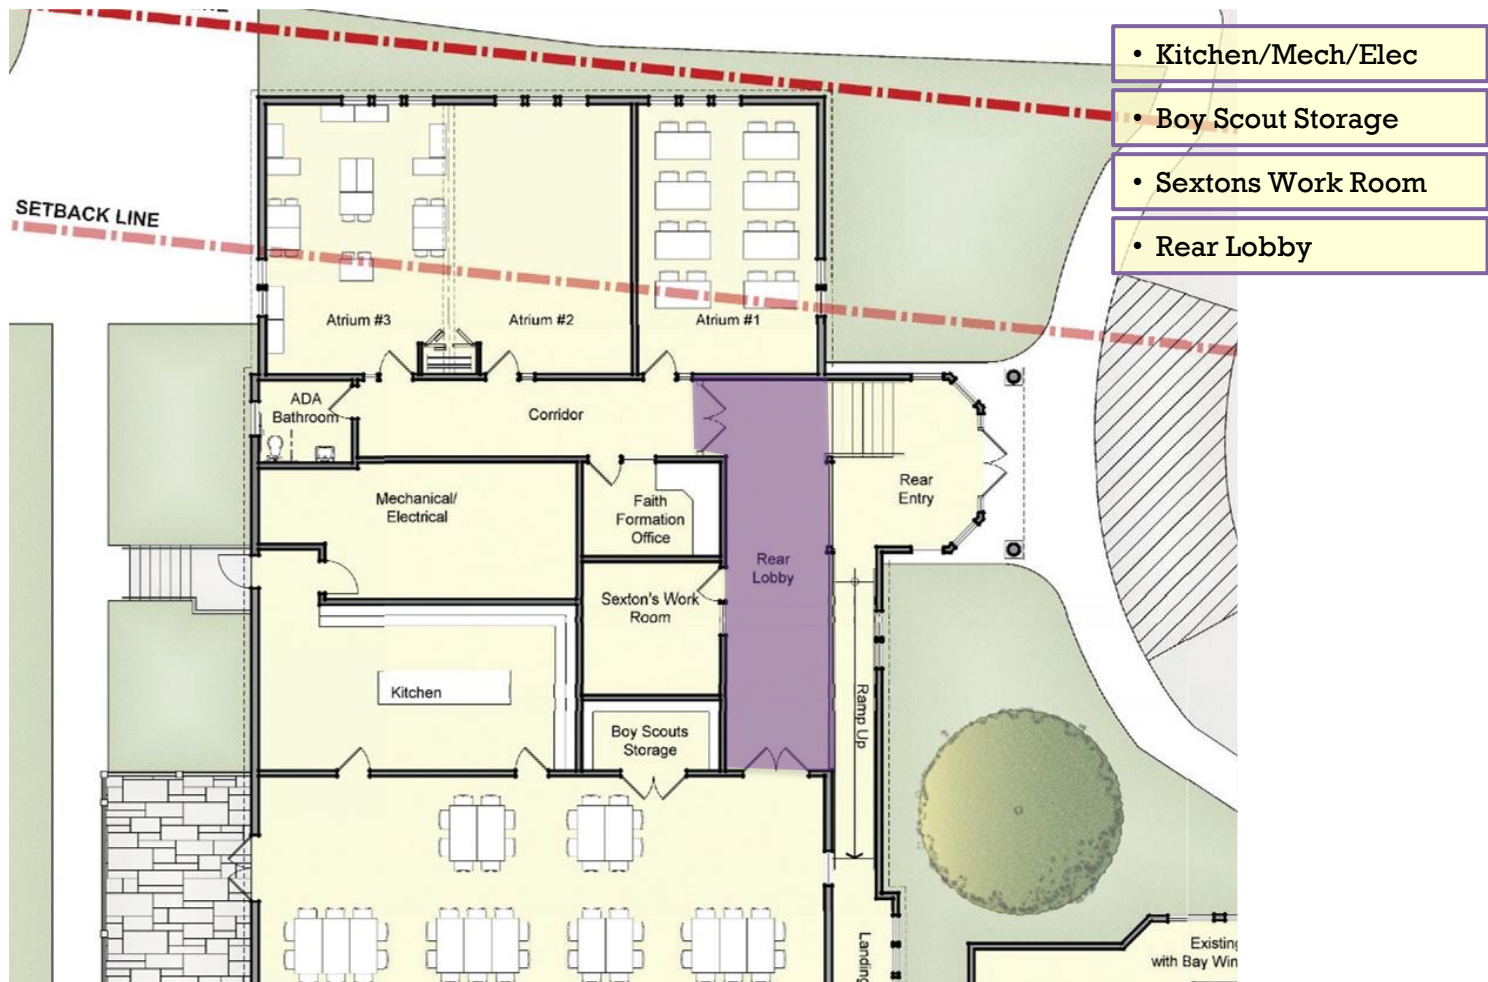 • Kitchen/Mech/Elec
• Boy Scout Storage
• Sextons Work Room
• Rear Lobby
SETBACK LINE
Atrium #3
Atrium #2
Atrium #1
ADA
Bathroom
Corridor
Mechanical/
Electrical
Faith
Formation
Office
Rear
Entry
Rear
Lobby
Sexton's Work
Room
Kitchen
Boy Scouts
Storage
Ramp Up
Landing
Existing
with Bay Win